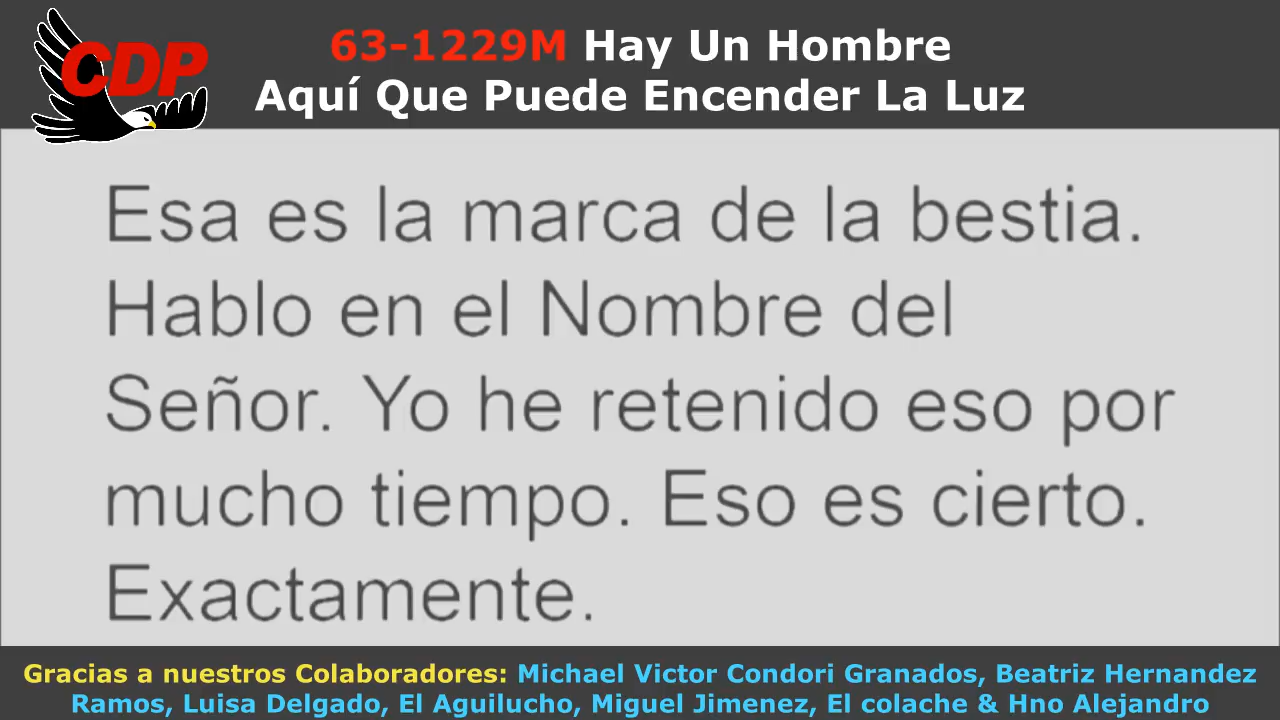 CDP
63-1229M Hay Un Hombre
Aquí Que Puede Encender La Luz
Esa es la marca de la bestia.
Hablo en el Nombre del
Señor. Yo he retenido eso por
mucho tiempo. Eso es cierto.
Exactamente.
Gracias a nuestros Colaboradores: Michael Victor Condori Granados, Beatriz Hernandez
Ramos, Luisa Delgado, El Aguilucho, Miguel Jimenez, El colache & Hno Alejandro